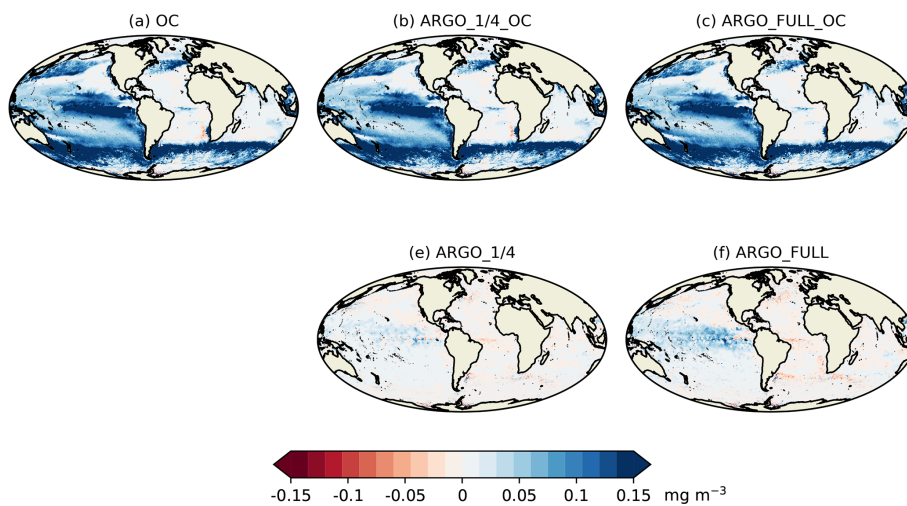 (a) OC
(b) ARGO_1/4_OC
(c) ARGO_FULL_OC
(e) ARGO_1/4
(f) ARGO_FULL
-0.15 -0.1 -0.05 0 0.05 0.1 0.15 mg m⁻³